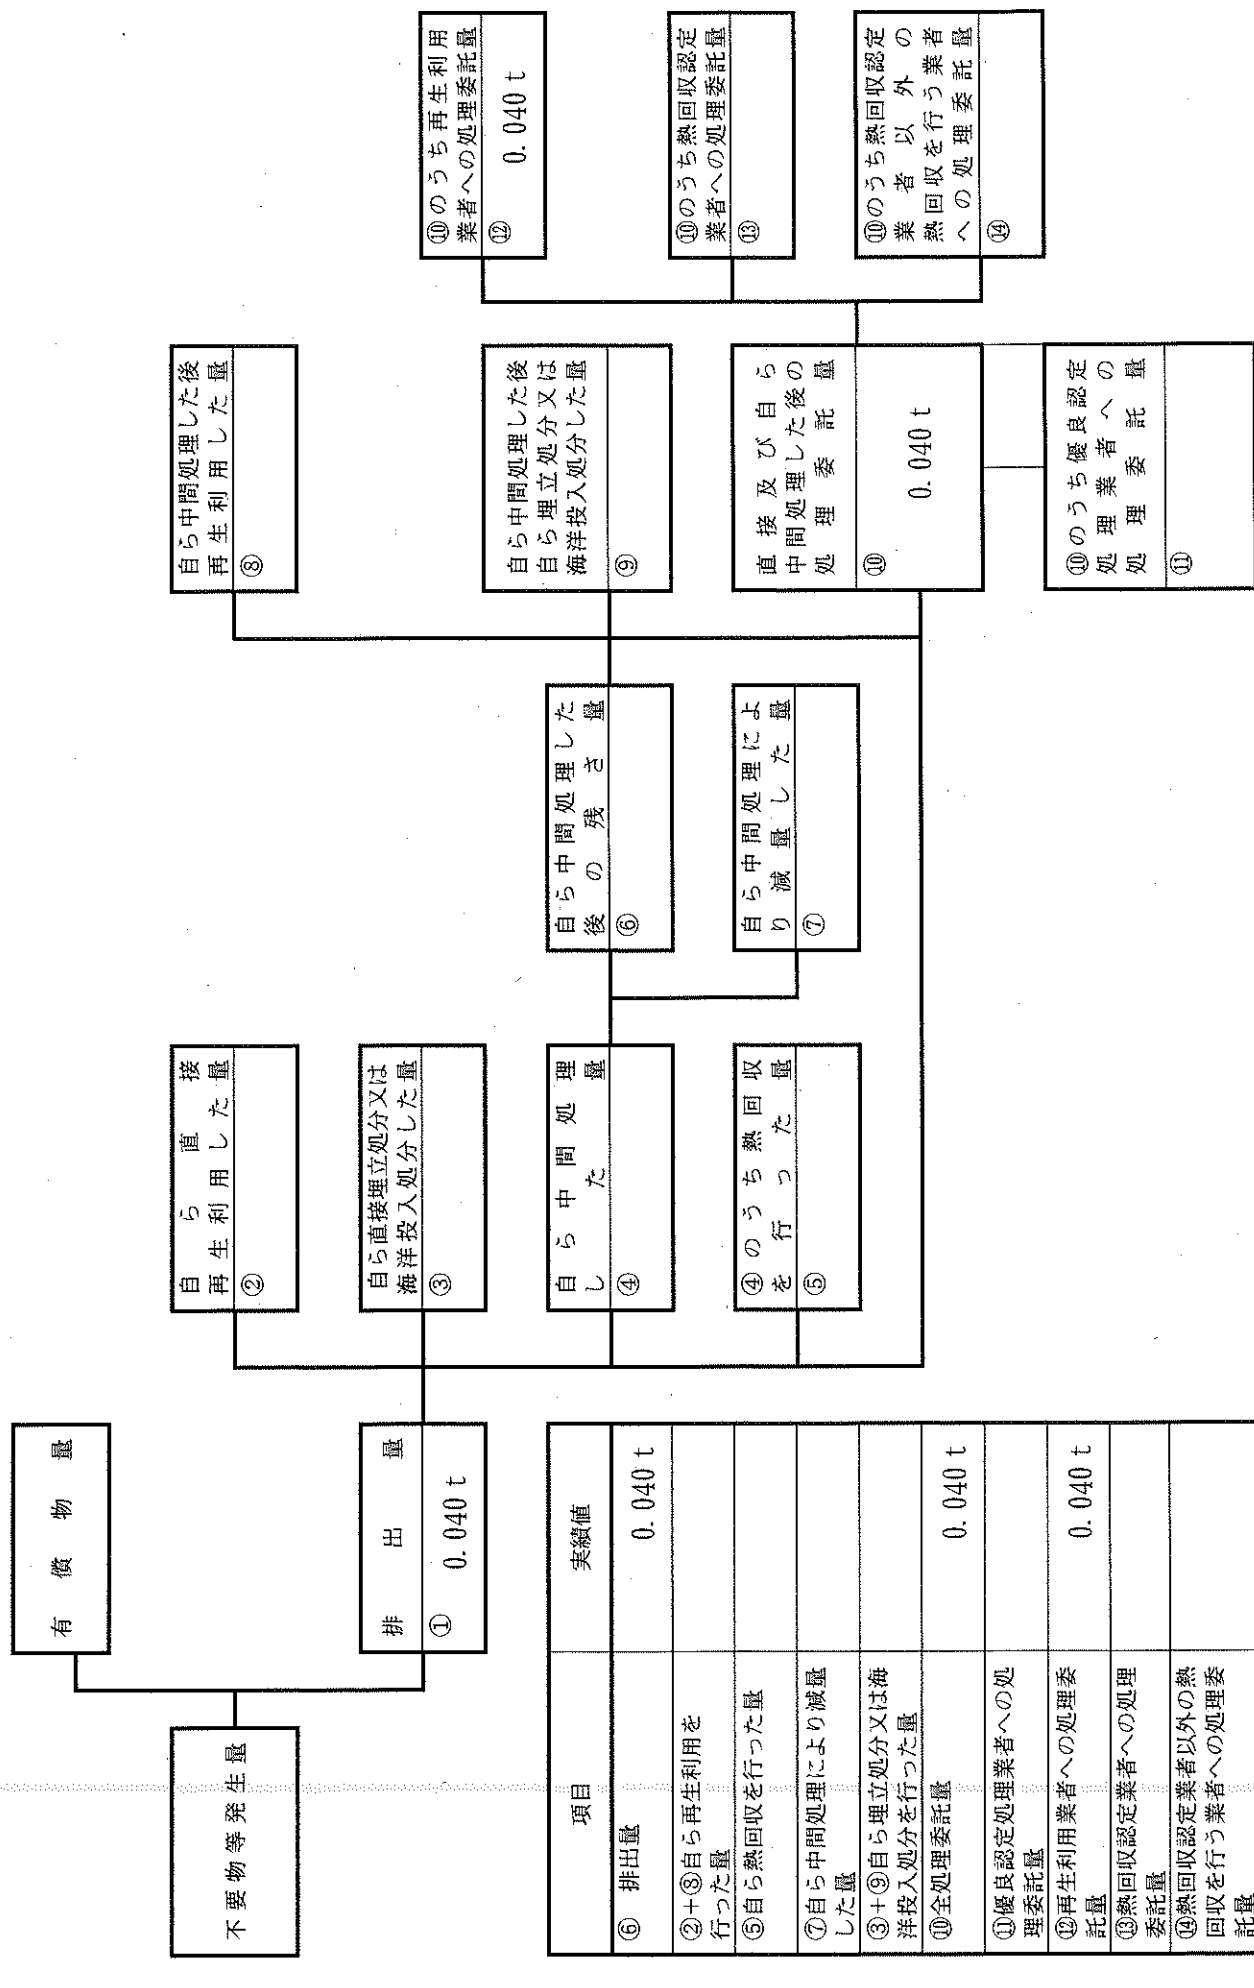 不要物等発生量
有償物量
排出量
① 0.040 t
自ら直接
再生利用した量
②
自ら直接埋立処分又は
海洋投入処分した量
③
自ら中間処理
した量
④
④のうち熱回収
を行った量
⑤
自ら中間処理した
後の残さ量
⑥
自ら中間処理によ
り減量した量
⑦
自ら中間処理した後
再生利用した量
⑧
自ら中間処理した後
自ら埋立処分又は
海洋投入処分した量
⑨
直接及び自ら
中間処理した後の
処理委託量
⑩
0.040 t
⑩のうち優良認定
処理業者への
処理委託量
⑪
⑩のうち再生利用
業者への処理委託量
⑫ 0.040 t
⑩のうち熱回収認定
業者への処理委託量
⑬
⑩のうち熱回収認定
業者以外の
熱回収を行う業者
への処理委託量
⑭
項目 実績値
⑥ 排出量 0.040 t
②+⑧自ら再生利用を
行った量
⑤自ら熱回収を行った量
⑦自ら中間処理により減量
した量
③+⑨自ら埋立処分又は海
洋投入処分を行った量
⑩全処理委託量 0.040 t
⑪優良認定処理業者への処
理委託量
⑫再生利用業者への処理委
託量 0.040 t
⑬熱回収認定業者への処理
委託量
⑭熱回収認定業者以外の熱
回収を行う業者への処理委
託量